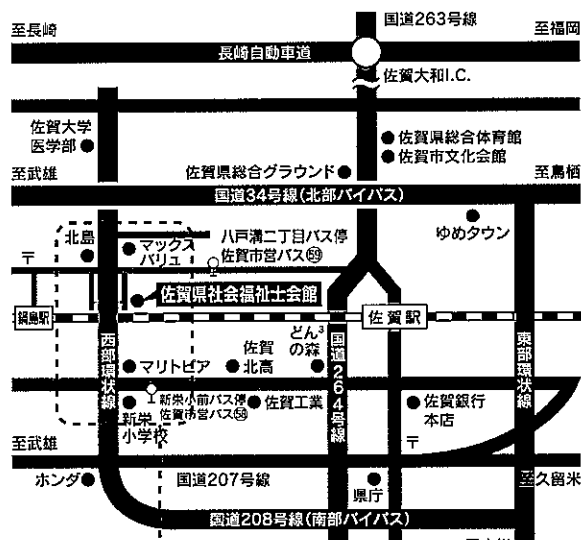 国道263号線
至長崎
至福岡
長崎自動車道
佐賀大和I.C.
佐賀大学
医学部
佐賀県総合体育館
佐賀市文化会館
佐賀県総合グラウンド
至武雄
至鳥栖
国道34号線(北部バイパス)
ゆめタウン
北島
マックス
バリュ
八戸溝二丁目バス停
佐賀市営バス㊾
〒
佐賀県社会福祉士会館
鍋島駅
佐賀駅
西部環状線
国道264号線
東部環状線
どん3
の森
マリトピア
佐賀
北高
新栄小前バス停
佐賀市営バス㊿
佐賀工業
佐賀銀行
本店
新栄
小学校
〒
至武雄
至久留米
ホンダ
国道207号線
県庁
国道208号線(南部バイパス)